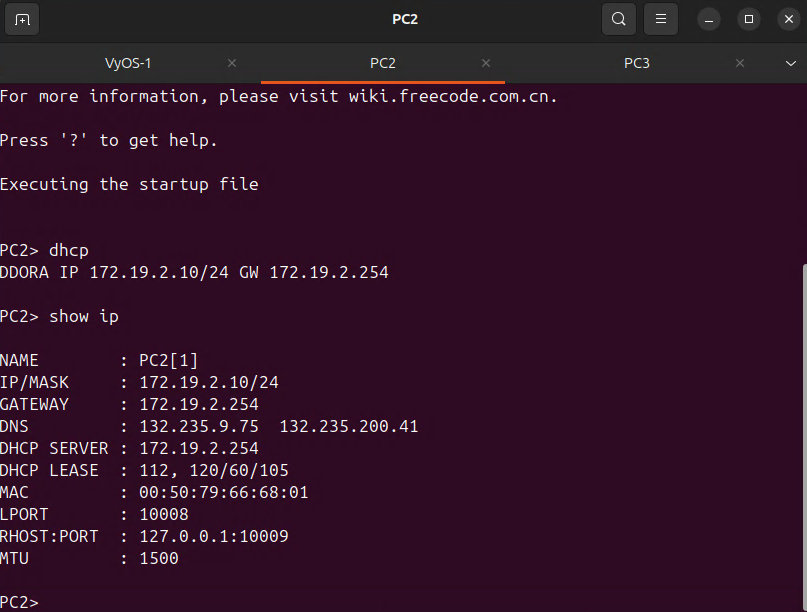 PC2
VyOS-1
PC2
PC3
For more information, please visit wiki.freecode.com.cn.
Press '?' to get help.
Executing the startup file
PC2> dhcp
DDORA IP 172.19.2.10/24 GW 172.19.2.254
PC2> show ip
NAME        : PC2[1]
IP/MASK     : 172.19.2.10/24
GATEWAY     : 172.19.2.254
DNS         : 132.235.9.75  132.235.200.41
DHCP SERVER : 172.19.2.254
DHCP LEASE  : 112, 120/60/105
MAC         : 00:50:79:66:68:01
LPORT       : 10008
RHOST:PORT  : 127.0.0.1:10009
MTU         : 1500
PC2>